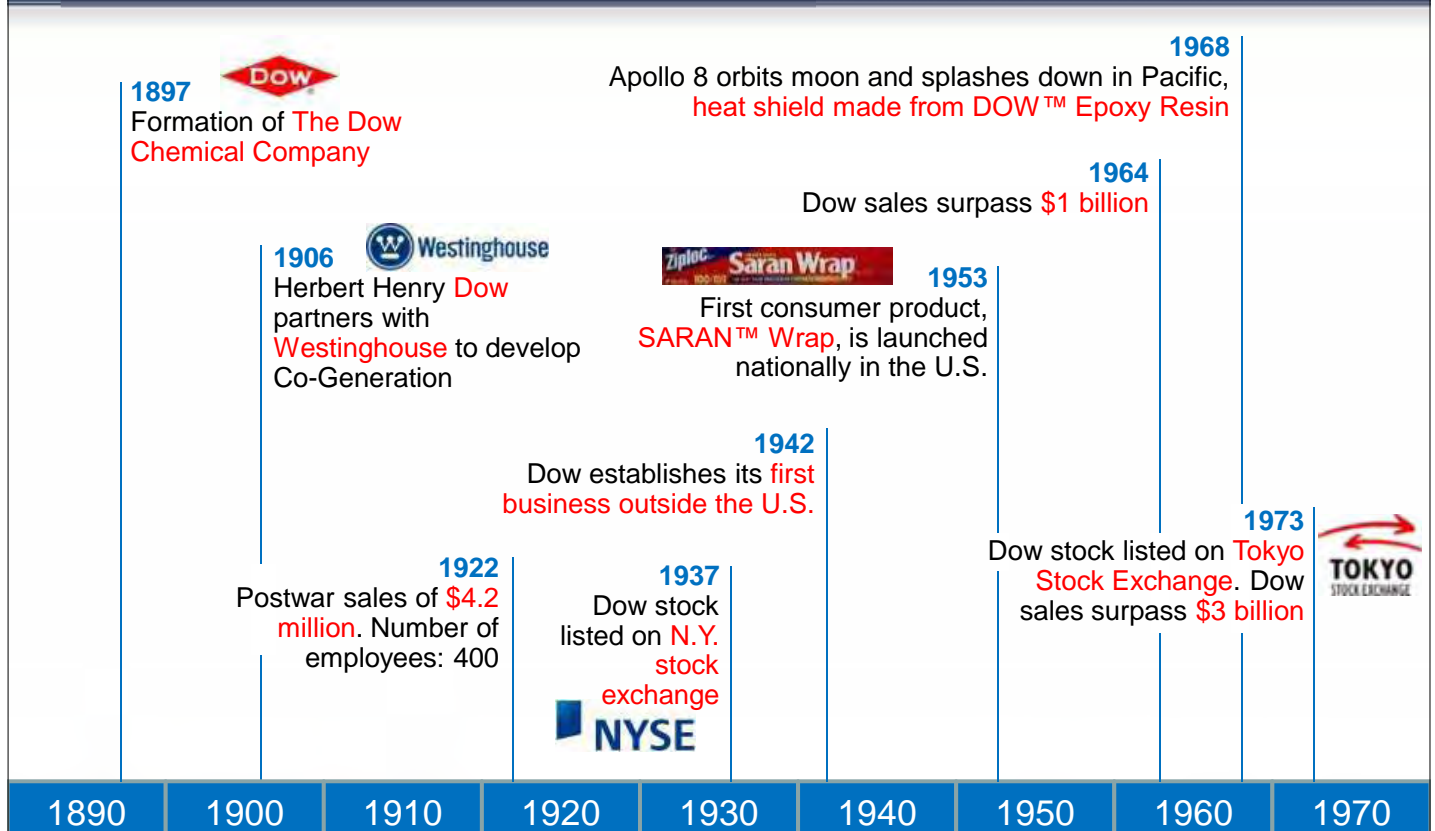 DOW
1897
Formation of The Dow
Chemical Company
1968
Apollo 8 orbits moon and splashes down in Pacific,
heat shield made from DOW™ Epoxy Resin
1964
Dow sales surpass $1 billion
1906
Westinghouse
Herbert Henry Dow
partners with
Westinghouse to develop
Co-Generation
Ziploc Saran Wrap
1953
First consumer product,
SARAN™ Wrap, is launched
nationally in the U.S.
1942
Dow establishes its first
business outside the U.S.
1922
Postwar sales of $4.2
million. Number of
employees: 400
1937
Dow stock
listed on N.Y.
stock
exchange
NYSE
1973
Dow stock listed on Tokyo
Stock Exchange. Dow
sales surpass $3 billion
TOKYO
STOCK EXCHANGE
1890 1900 1910 1920 1930 1940 1950 1960 1970